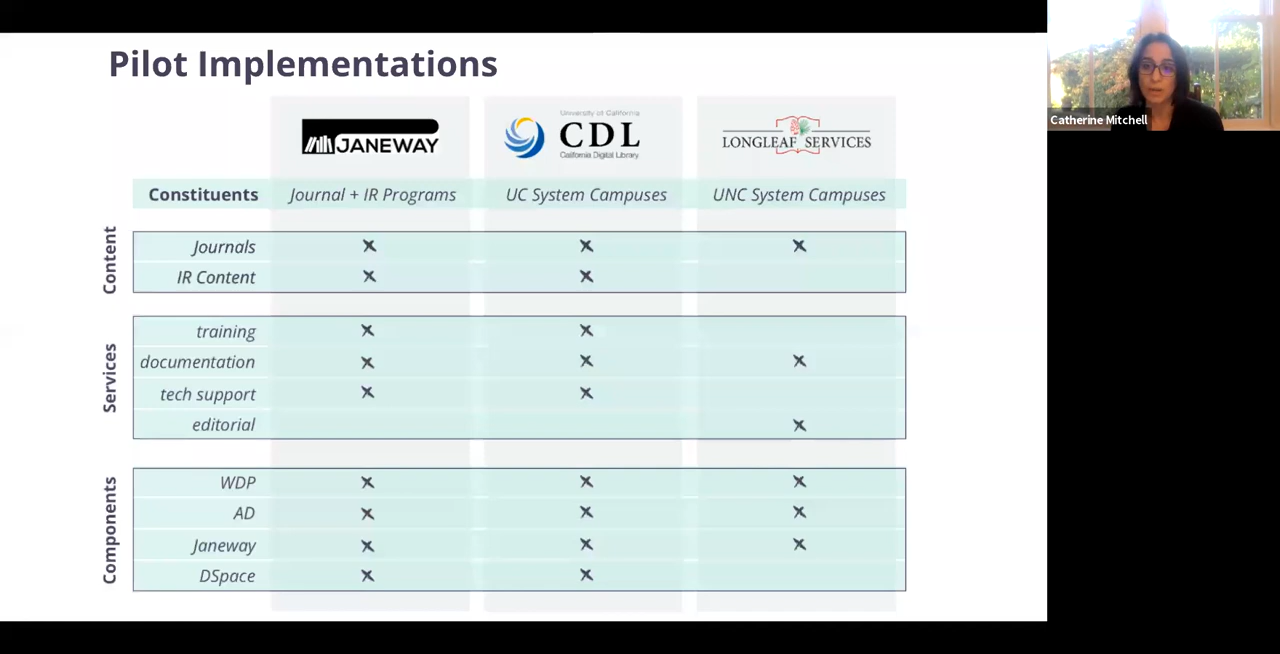 Pilot Implementations
JANEWAY
University of California
CDL
California Digital Library
LONGLEAF SERVICES
Catherine Mitchell
Constituents Journal + IR Programs UC System Campuses UNC System Campuses
Content
Journals x x x
IR Content x x
Services
training x x
documentation x x x
tech support x x
editorial x
Components
WDP x x x
AD x x x
Janeway x x x
DSpace x x